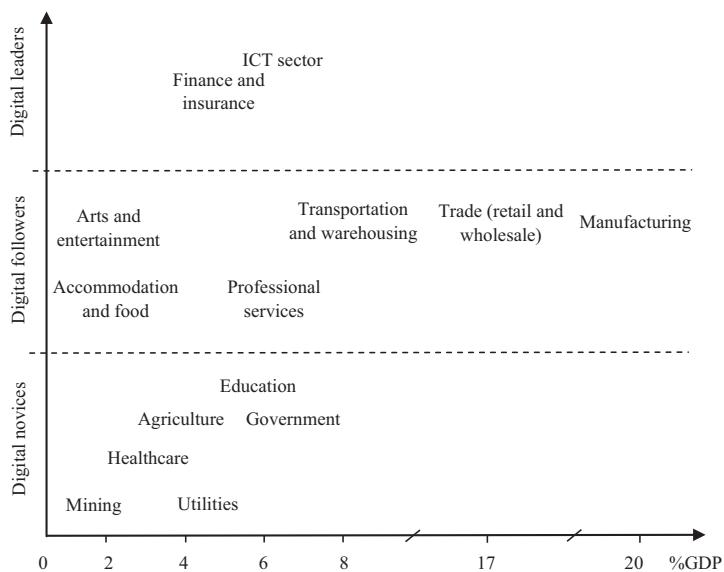 Digital leaders
ICT sector
Finance and
insurance
Digital followers
Arts and
entertainment
Transportation
and warehousing
Trade (retail and
wholesale)
Manufacturing
Accommodation
and food
Professional
services
Digital novices
Education
Agriculture
Government
Healthcare
Mining
Utilities
0 2 4 6 8 17 20 %GDP